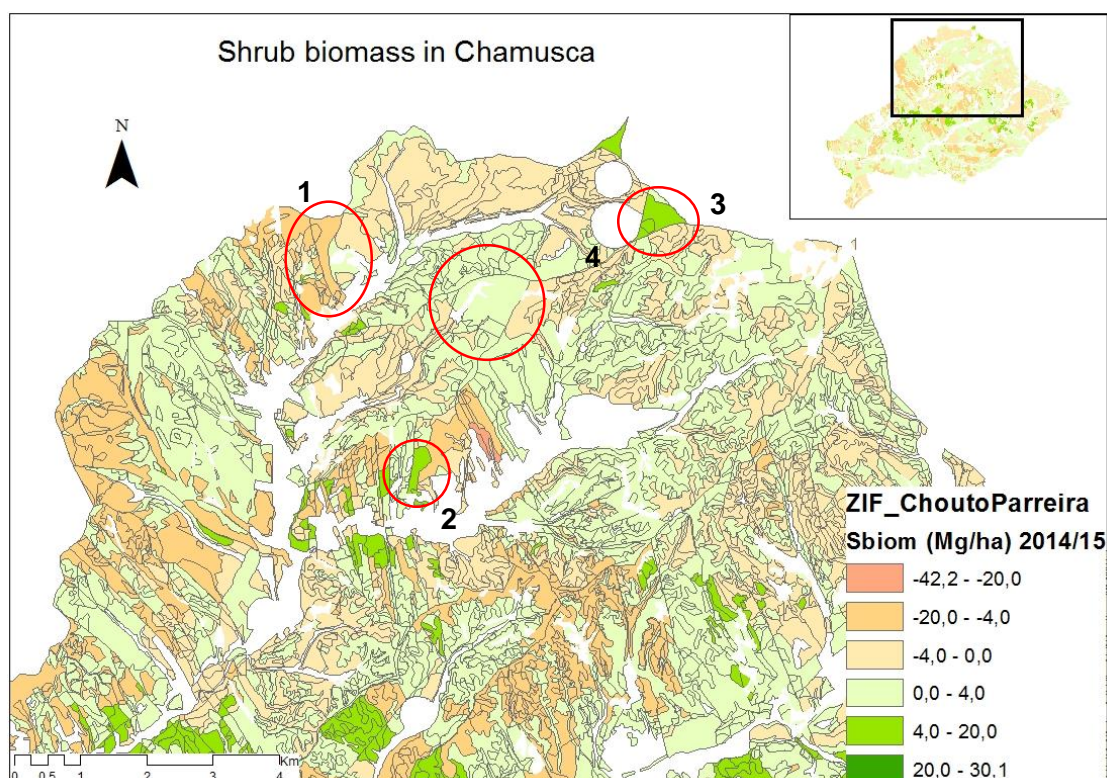 Shrub biomass in Chamusca
N
1
3
4
2
ZIF_ChoutoParreira
Sbiom (Mg/ha) 2014/15
-42,2 - -20,0
-20,0 - -4,0
-4,0 - 0,0
0,0 - 4,0
4,0 - 20,0
20,0 - 30,1
Km
0 0,5 1 2 3 4